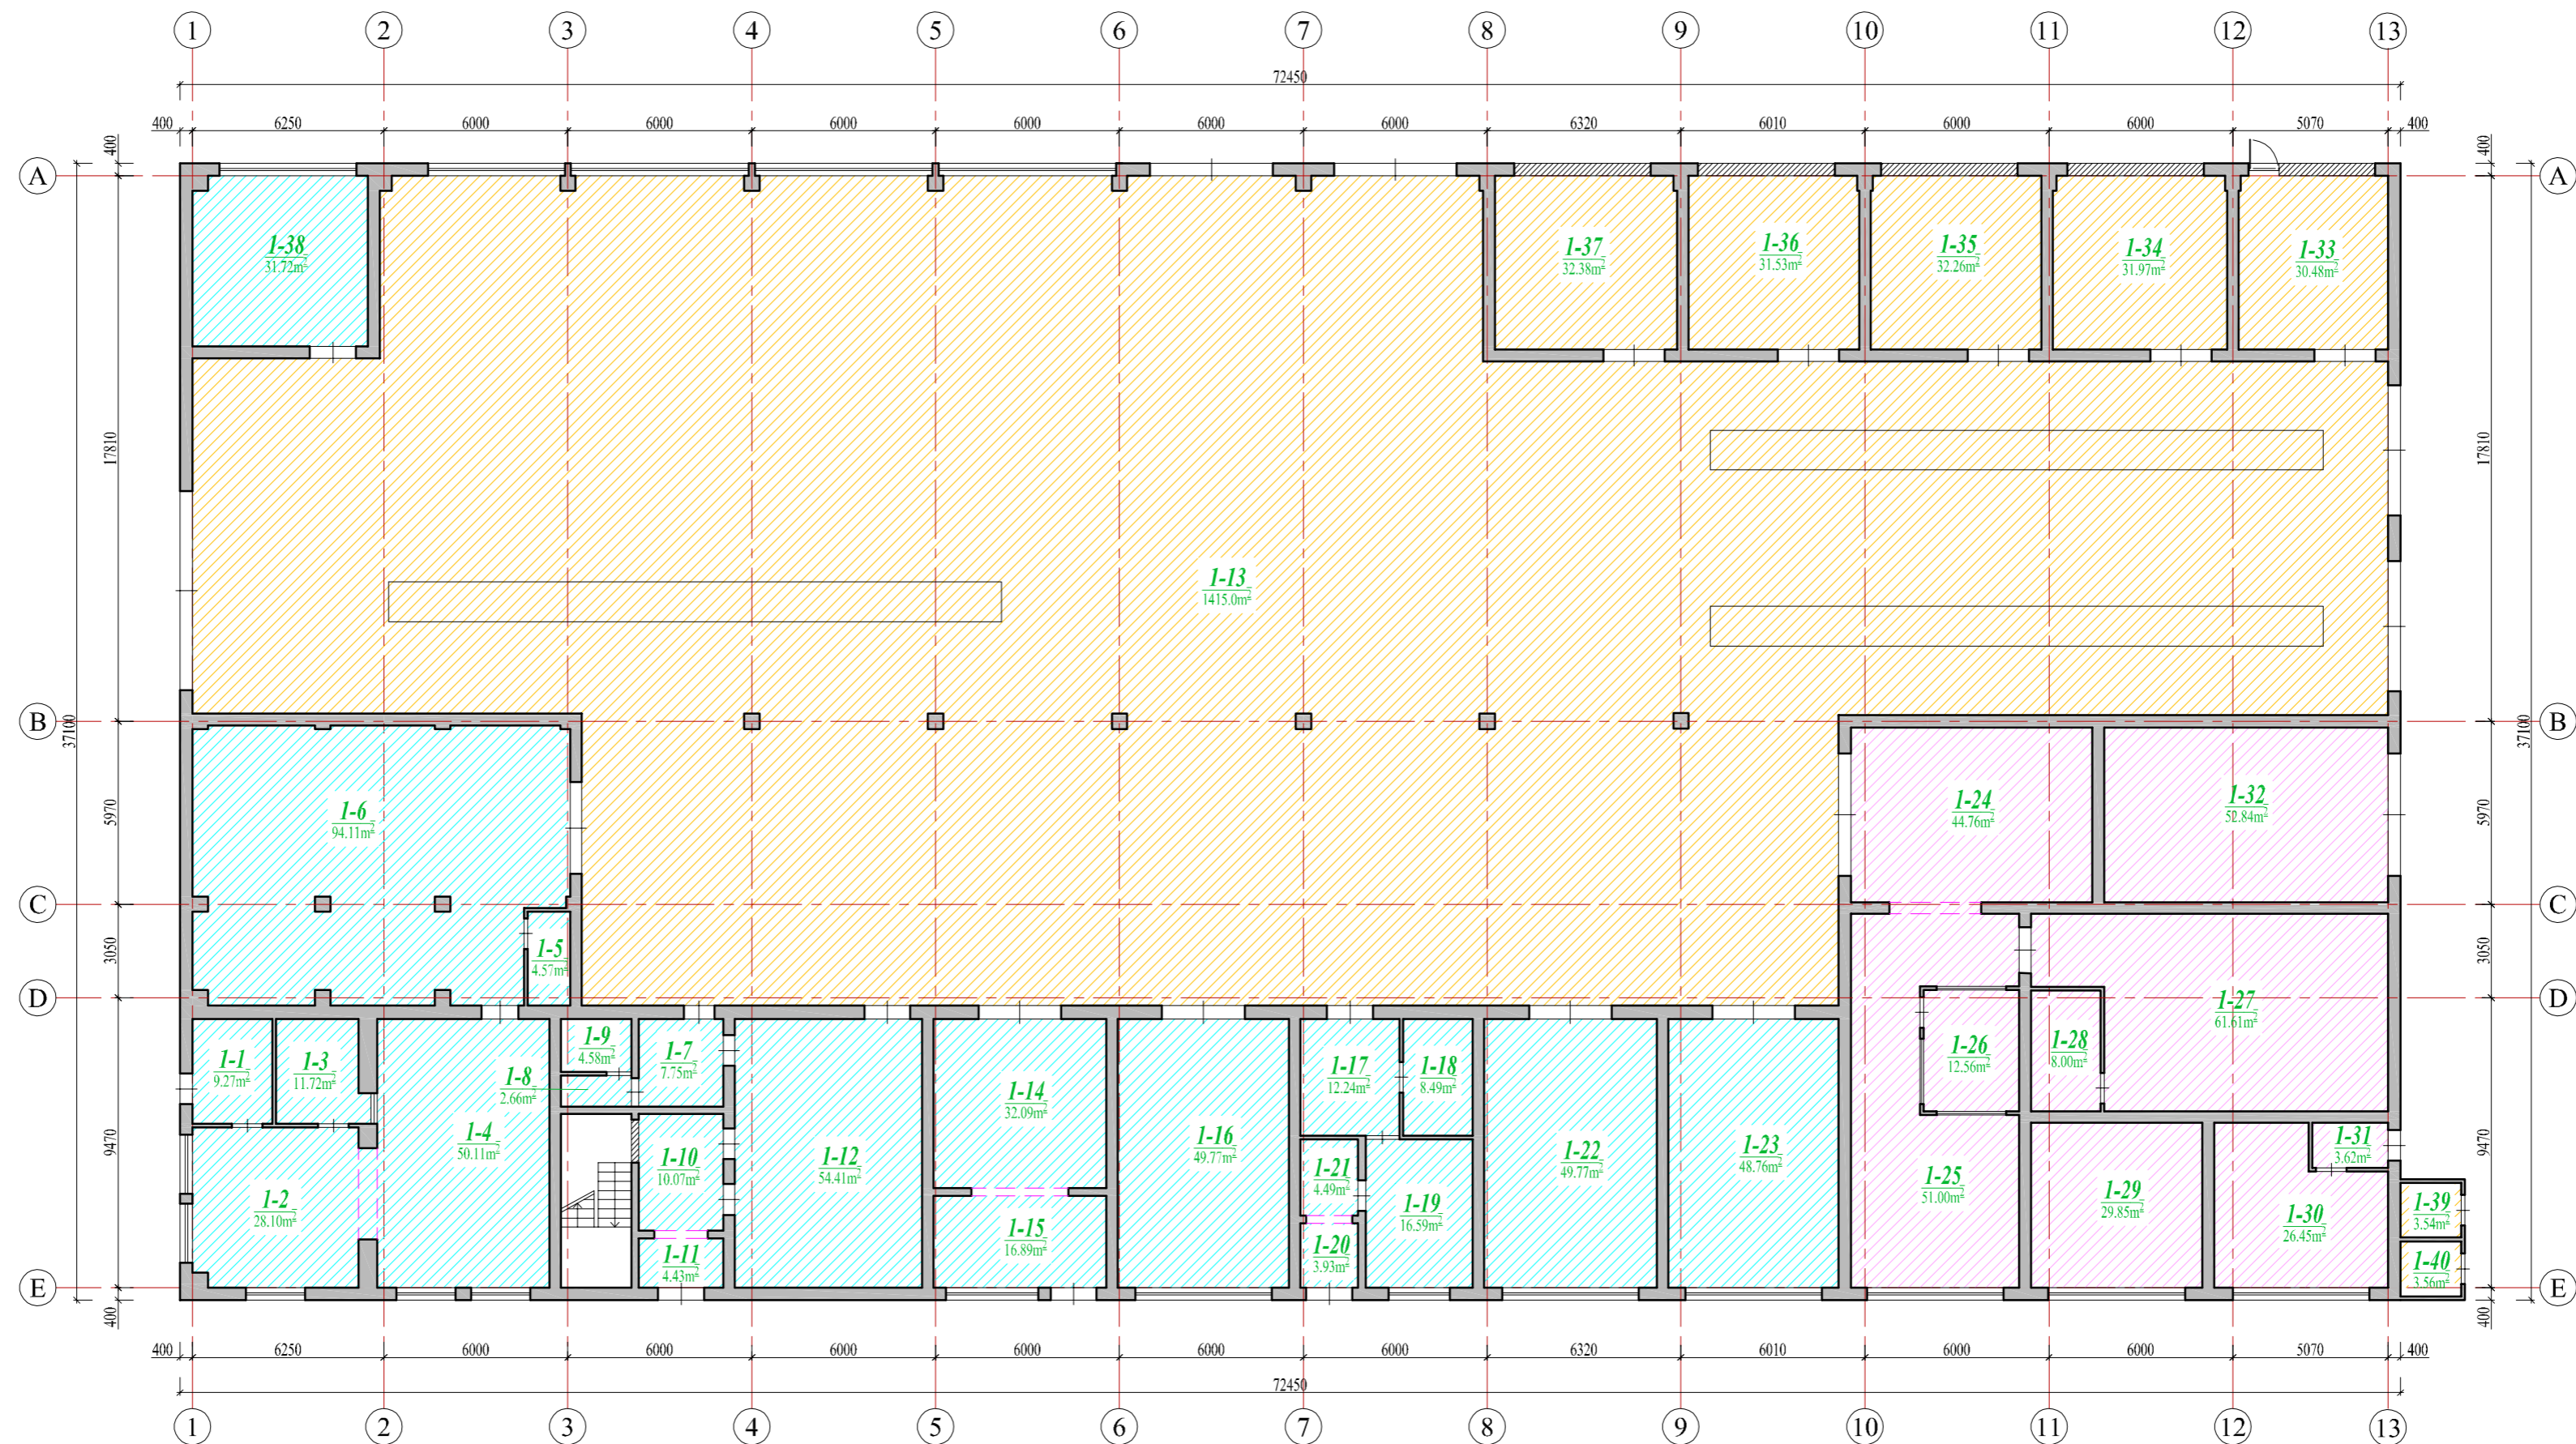 1 2 3 4 5 6 7 8 9 10 11 12 13
72450
400 6250 6000 6000 6000 6000 6000 6000 6320 6010 6000 6000 5070 400
400
400
A
A
1-38
31.72m²
1-37
32.38m²
1-36
31.53m²
1-35
32.26m²
1-34
31.97m²
1-33
30.48m²
17810
17810
1-13
1415.0m²
37100
37100
B
B
1-6
94.11m²
1-24
44.76m²
1-32
52.84m²
5970
5970
C
C
3050
3050
1-5
4.57m²
D
D
1-27
61.61m²
1-1
9.27m²
1-3
11.72m²
1-8
2.66m²
1-9
4.58m²
1-7
7.75m²
1-14
32.09m²
1-17
12.24m²
1-18
8.49m²
1-26
12.56m²
1-28
8.00m²
9470
9470
1-4
50.11m²
1-10
10.07m²
1-12
54.41m²
1-16
49.77m²
1-21
4.49m²
1-22
49.77m²
1-23
48.76m²
1-31
3.62m²
1-2
28.10m²
1-11
4.43m²
1-15
16.89m²
1-20
3.93m²
1-19
16.59m²
1-25
51.00m²
1-29
29.85m²
1-30
26.45m²
1-39
3.54m²
1-40
3.56m²
E
E
400
400
400 6250 6000 6000 6000 6000 6000 6000 6320 6010 6000 6000 5070 400
72450
1 2 3 4 5 6 7 8 9 10 11 12 13